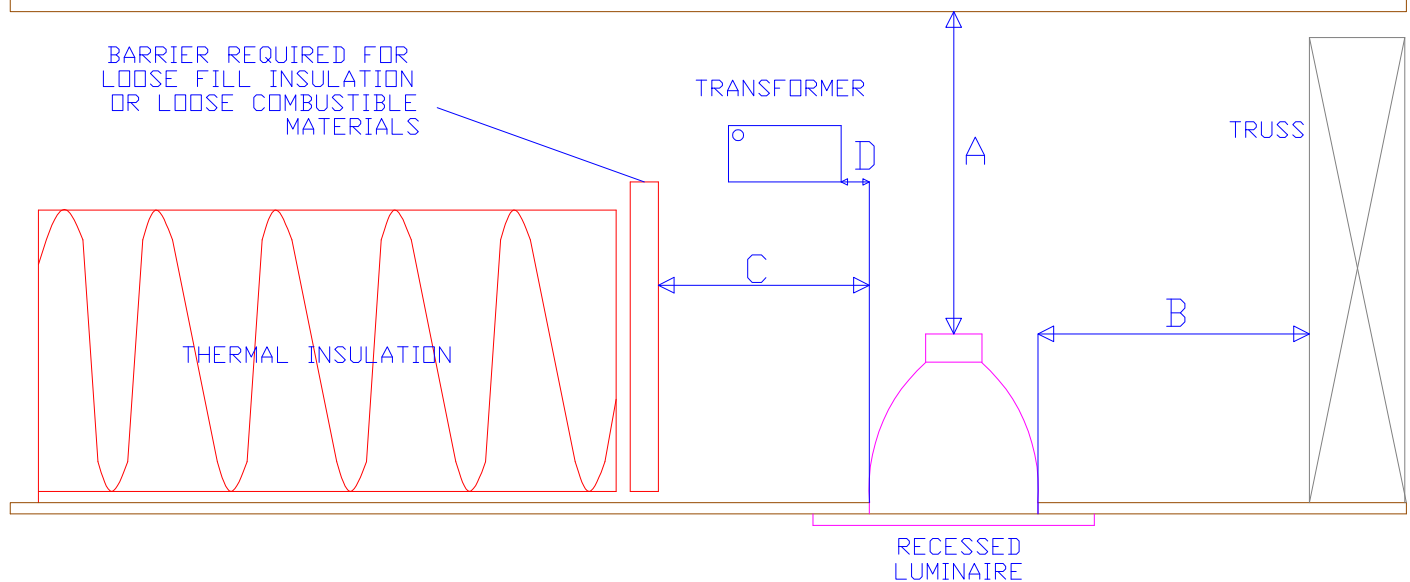 BARRIER REQUIRED FOR
LOOSE FILL INSULATION
OR LOOSE COMBUSTIBLE
MATERIALS
TRANSFORMER
TRUSS
D
A
C
B
THERMAL INSULATION
RECESSED
LUMINAIRE